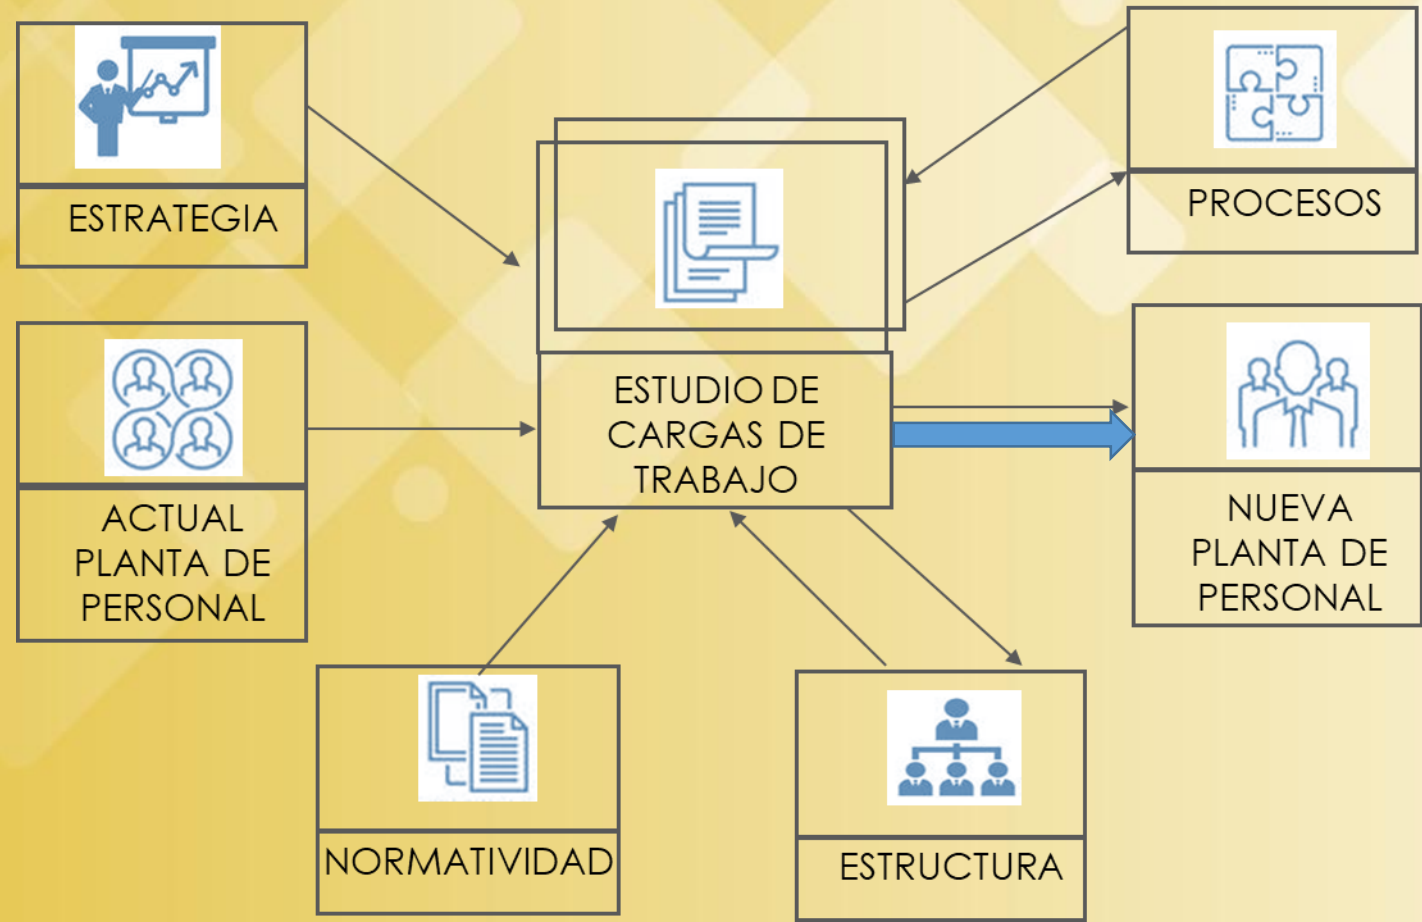 ESTRATEGIA
PROCESOS
ESTUDIO DE
CARGAS DE
TRABAJO
ACTUAL
PLANTA DE
PERSONAL
NUEVA
PLANTA DE
PERSONAL
NORMATIVIDAD
ESTRUCTURA